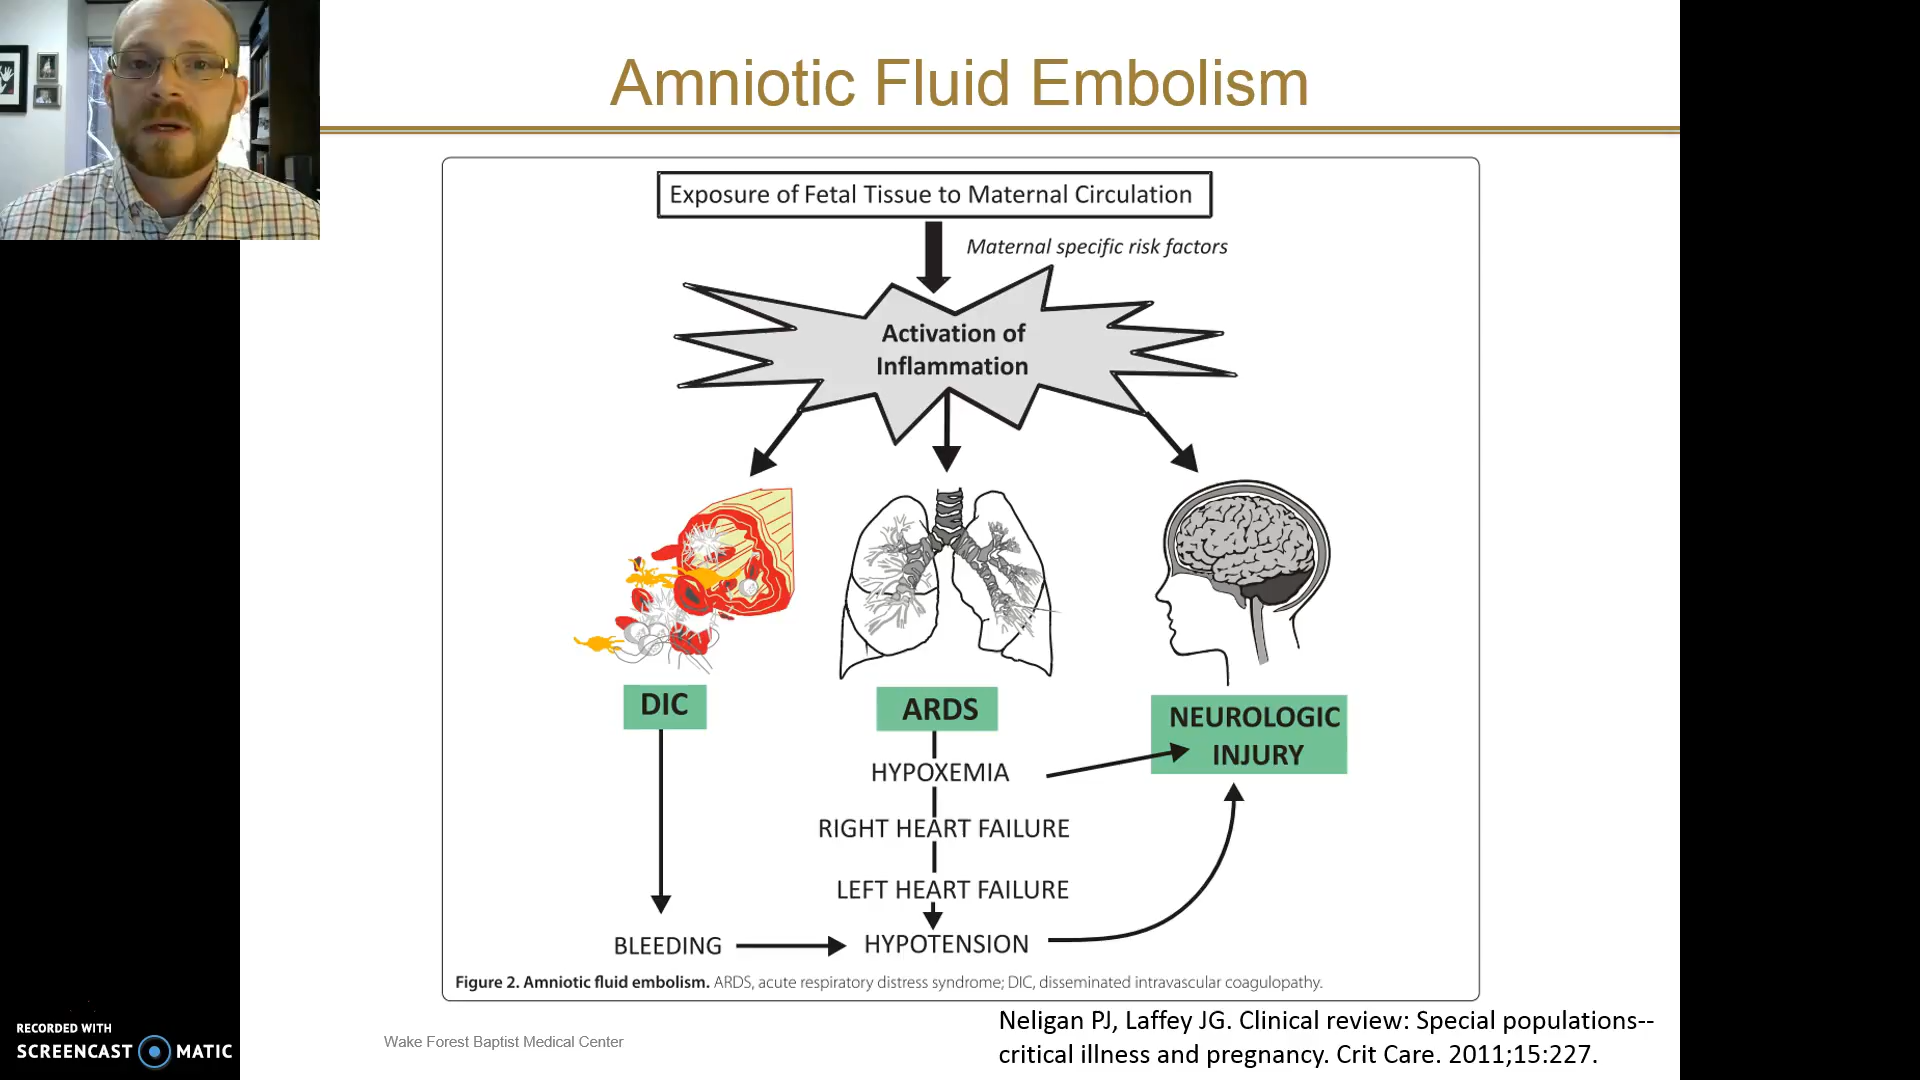 Amniotic Fluid Embolism
Exposure of Fetal Tissue to Maternal Circulation
Maternal specific risk factors
Activation of
Inflammation
DIC
ARDS
NEUROLOGIC
INJURY
HYPOXEMIA
RIGHT HEART FAILURE
LEFT HEART FAILURE
BLEEDING
HYPOTENSION
Figure 2. Amniotic fluid embolism. ARDS, acute respiratory distress syndrome; DIC, disseminated intravascular coagulopathy.
Neligan PJ, Laffey JG. Clinical review: Special populations--
critical illness and pregnancy. Crit Care. 2011;15:227.
Wake Forest Baptist Medical Center
RECORDED WITH
SCREENCAST MATIC